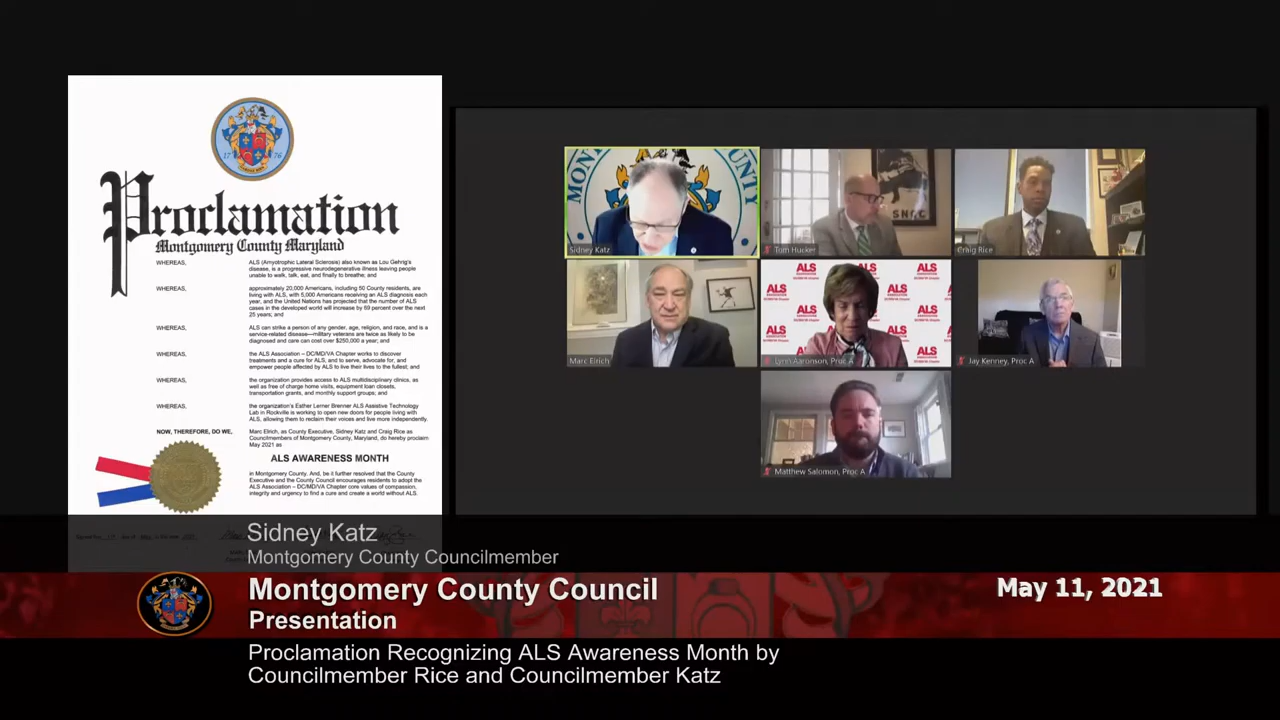 17 76
Proclamation
Montgomery County Maryland
WHEREAS, ALS (Amyotrophic Lateral Sclerosis) also known as Lou Gehrig's
disease, is a progressive neurodegenerative illness leaving people
unable to walk, talk, eat, and finally to breathe; and
WHEREAS, approximately 20,000 Americans, including 50 County residents, are
living with ALS, with 5,000 Americans receiving an ALS diagnosis each
year, and the United Nations has projected that the number of ALS
cases in the developed world will increase by 69 percent over the next
25 years; and
WHEREAS, ALS can strike a person of any gender, age, religion, and race, and is a
service-related disease—military veterans are twice as likely to be
diagnosed and care can cost over $250,000 a year; and
WHEREAS, the ALS Association – DC/MD/VA Chapter works to discover
treatments and a cure for ALS, and to serve, advocate for, and
empower people affected by ALS to live their lives to the fullest; and
WHEREAS, the organization provides access to ALS multidisciplinary clinics, as
well as free of charge home visits, equipment loan closets,
transportation grants, and monthly support groups; and
WHEREAS, the organization's Esther Lerner Brenner ALS Assistive Technology
Lab in Rockville is working to open new doors for people living with
ALS, allowing them to reclaim their voices and live more independently.
NOW, THEREFORE, DO WE, Marc Elrich, as County Executive, Sidney Katz and Craig Rice as
Councilmembers of Montgomery County, Maryland, do hereby proclaim
May 2021 as
ALS AWARENESS MONTH
in Montgomery County. And, be it further resolved that the County
Executive and the County Council encourages residents to adopt the
ALS Association – DC/MD/VA Chapter core values of compassion,
integrity and urgency to find a cure and create a world without ALS.
Sidney Katz
Tom Hucker
SNCC
Craig Rice
Marc Elrich
ALS
Lynn Aaronson, Proc A
Jay Kenney, Proc A
Matthew Salomon, Proc A
Sidney Katz
Montgomery County Councilmember
Montgomery County Council
May 11, 2021
Presentation
Proclamation Recognizing ALS Awareness Month by
Councilmember Rice and Councilmember Katz